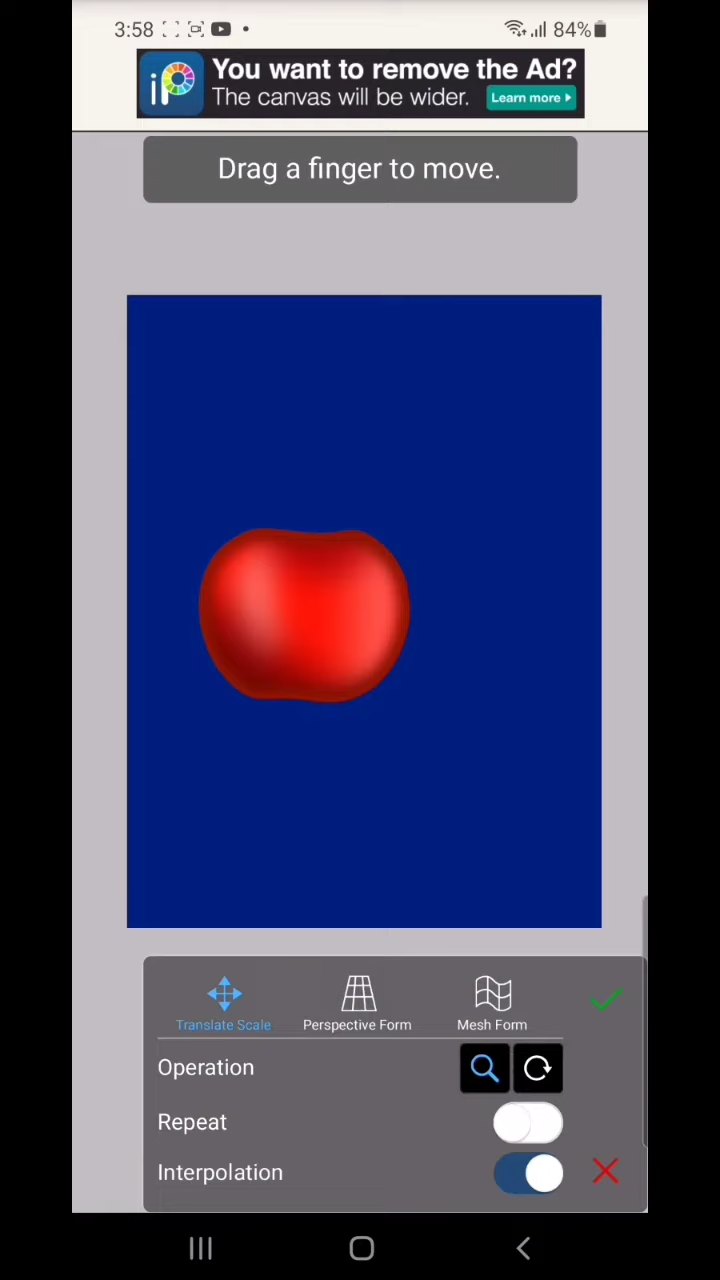 3:58
84%
iP
You want to remove the Ad?
The canvas will be wider.
Learn more
Drag a finger to move.
Translate Scale
Perspective Form
Mesh Form
Operation
Repeat
Interpolation